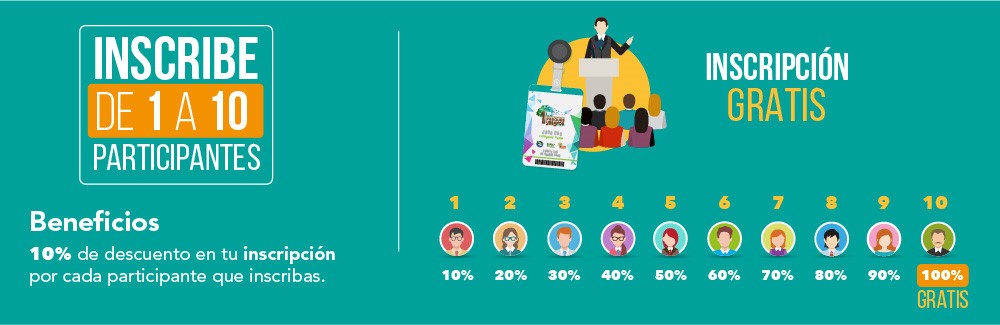 INSCRIBE
DE 1 A 10
PARTICIPANTES
Beneficios
10% de descuento en tu inscripción
por cada participante que inscribas.
INSCRIPCIÓN
GRATIS
1 2 3 4 5 6 7 8 9 10
10% 20% 30% 40% 50% 60% 70% 80% 90% 100%
GRATIS